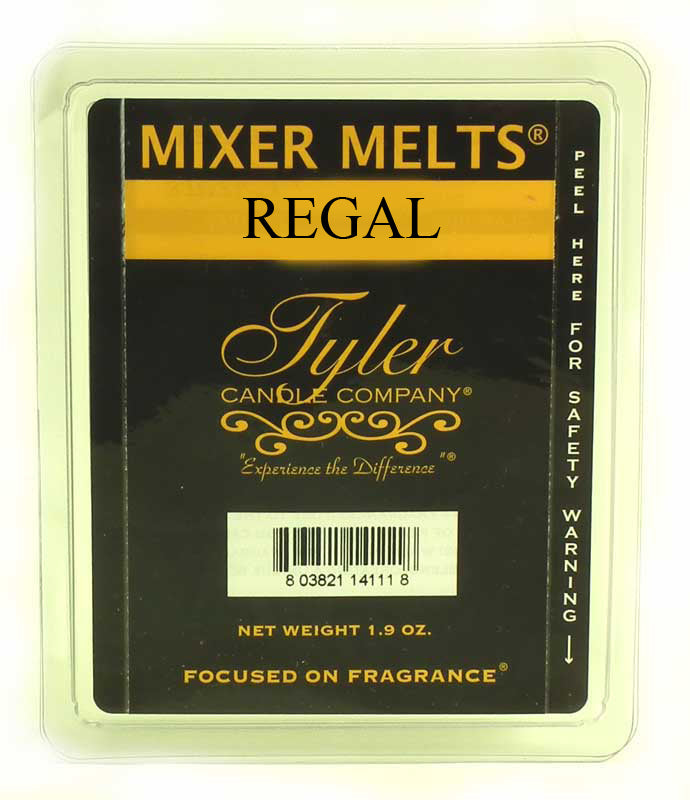 MIXER MELTS®
REGAL
Tyler
CANDLE COMPANY®
"Experience the Difference"®
8 03821 14111 8
NET WEIGHT 1.9 OZ.
FOCUSED ON FRAGRANCE®
PEEL HERE FOR SAFETY WARNING